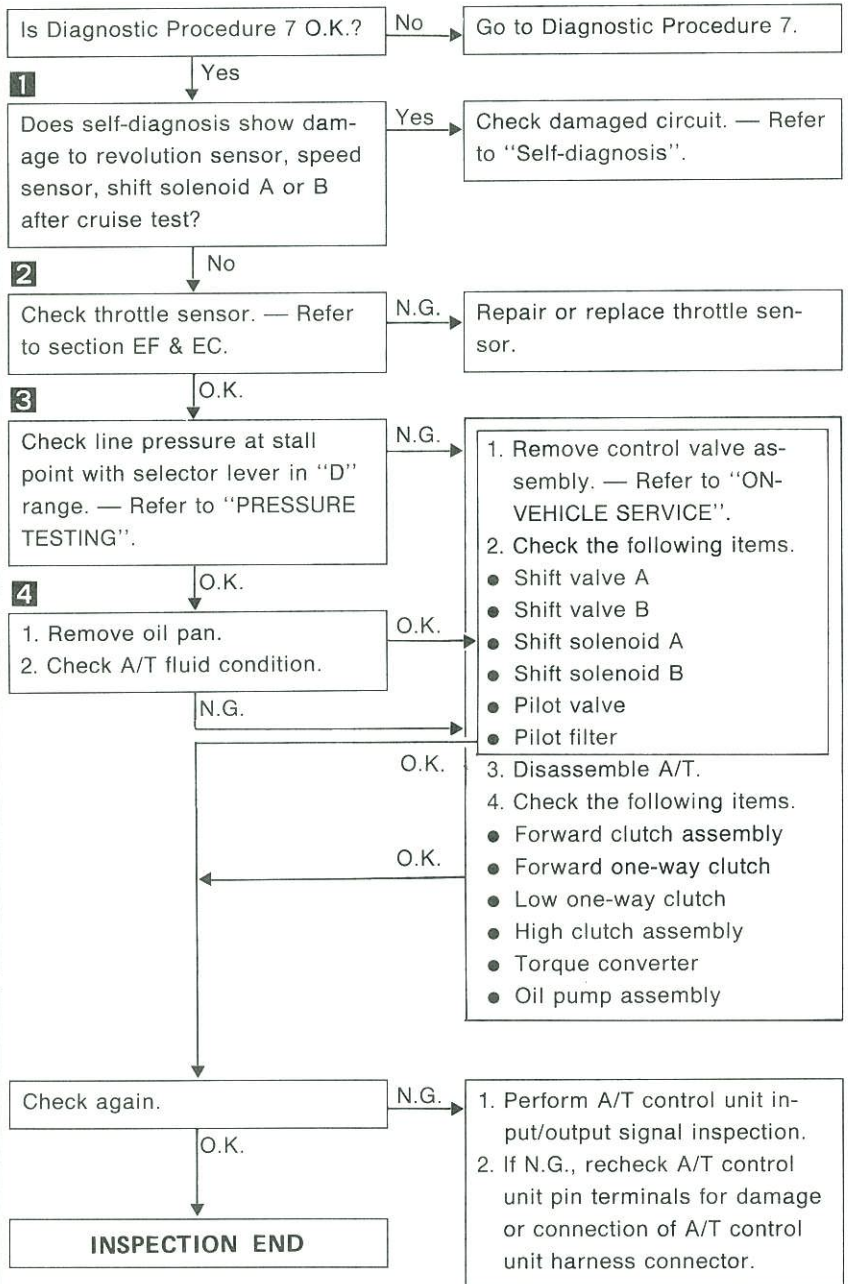 Is Diagnostic Procedure 7 O.K.?
No
Go to Diagnostic Procedure 7.
Yes
1
Does self-diagnosis show dam-
age to revolution sensor, speed
sensor, shift solenoid A or B
after cruise test?
Yes
Check damaged circuit. — Refer
to "Self-diagnosis".
No
2
Check throttle sensor. — Refer
to section EF & EC.
N.G.
Repair or replace throttle sen-
sor.
O.K.
3
Check line pressure at stall
point with selector lever in "D"
range. — Refer to "PRESSURE
TESTING".
N.G.
O.K.
4
1. Remove oil pan.
2. Check A/T fluid condition.
O.K.
N.G.
1. Remove control valve as-
sembly. — Refer to "ON-
VEHICLE SERVICE".
2. Check the following items.
● Shift valve A
● Shift valve B
● Shift solenoid A
● Shift solenoid B
● Pilot valve
● Pilot filter
O.K.
3. Disassemble A/T.
4. Check the following items.
● Forward clutch assembly
● Forward one-way clutch
● Low one-way clutch
● High clutch assembly
● Torque converter
● Oil pump assembly
O.K.
Check again.
N.G.
1. Perform A/T control unit in-
put/output signal inspection.
2. If N.G., recheck A/T control
unit pin terminals for damage
or connection of A/T control
unit harness connector.
O.K.
INSPECTION END